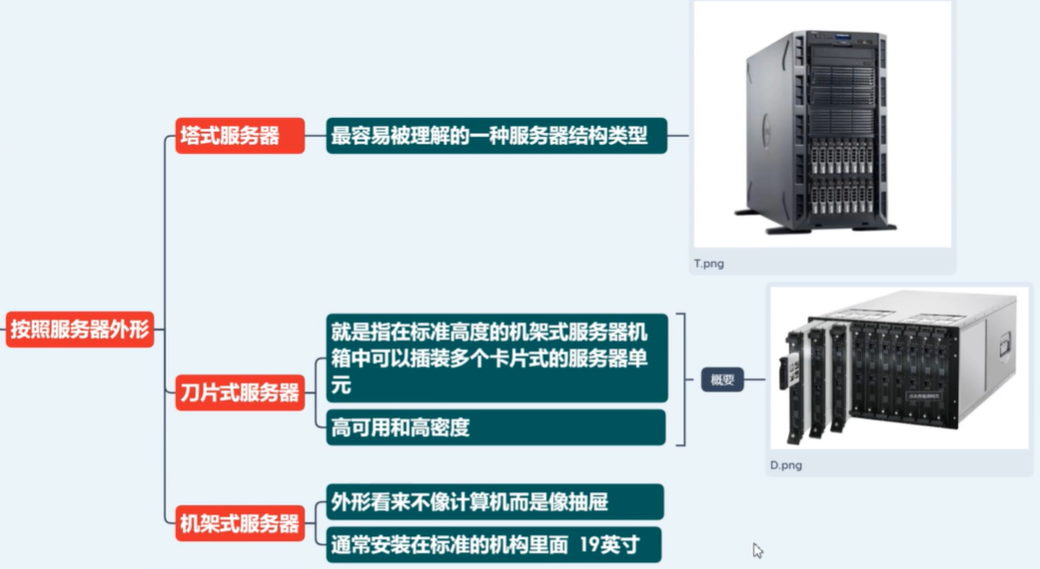 按照服务器外形
塔式服务器
最容易被理解的一种服务器结构类型
T.png
刀片式服务器
就是指在标准高度的机架式服务器机
箱中可以插装多个卡片式的服务器单
元
高可用和高密度
概要
D.png
机架式服务器
外形看来不像计算机而是像抽屉
通常安装在标准的机构里面 19英寸